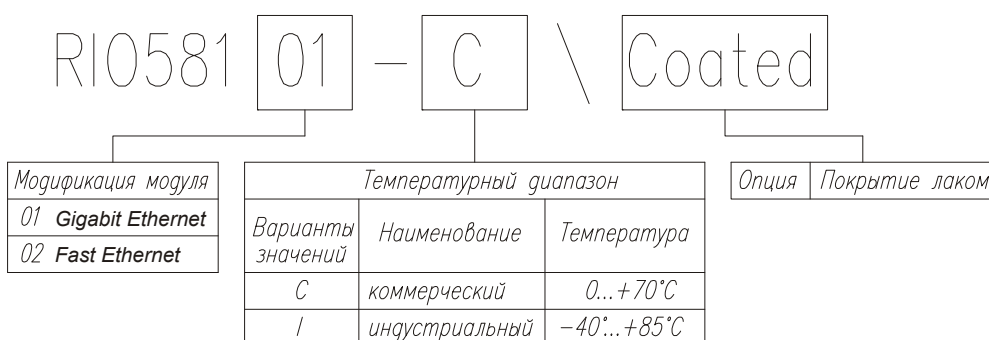 RIO581 01 - C \ Coated
Модификация модуля
01 Gigabit Ethernet
02 Fast Ethernet
Температурный диапазон
Варианты значений Наименование Температура
C коммерческий 0...+70°C
I индустриальный -40°...+85°C
Опция Покрытие лаком